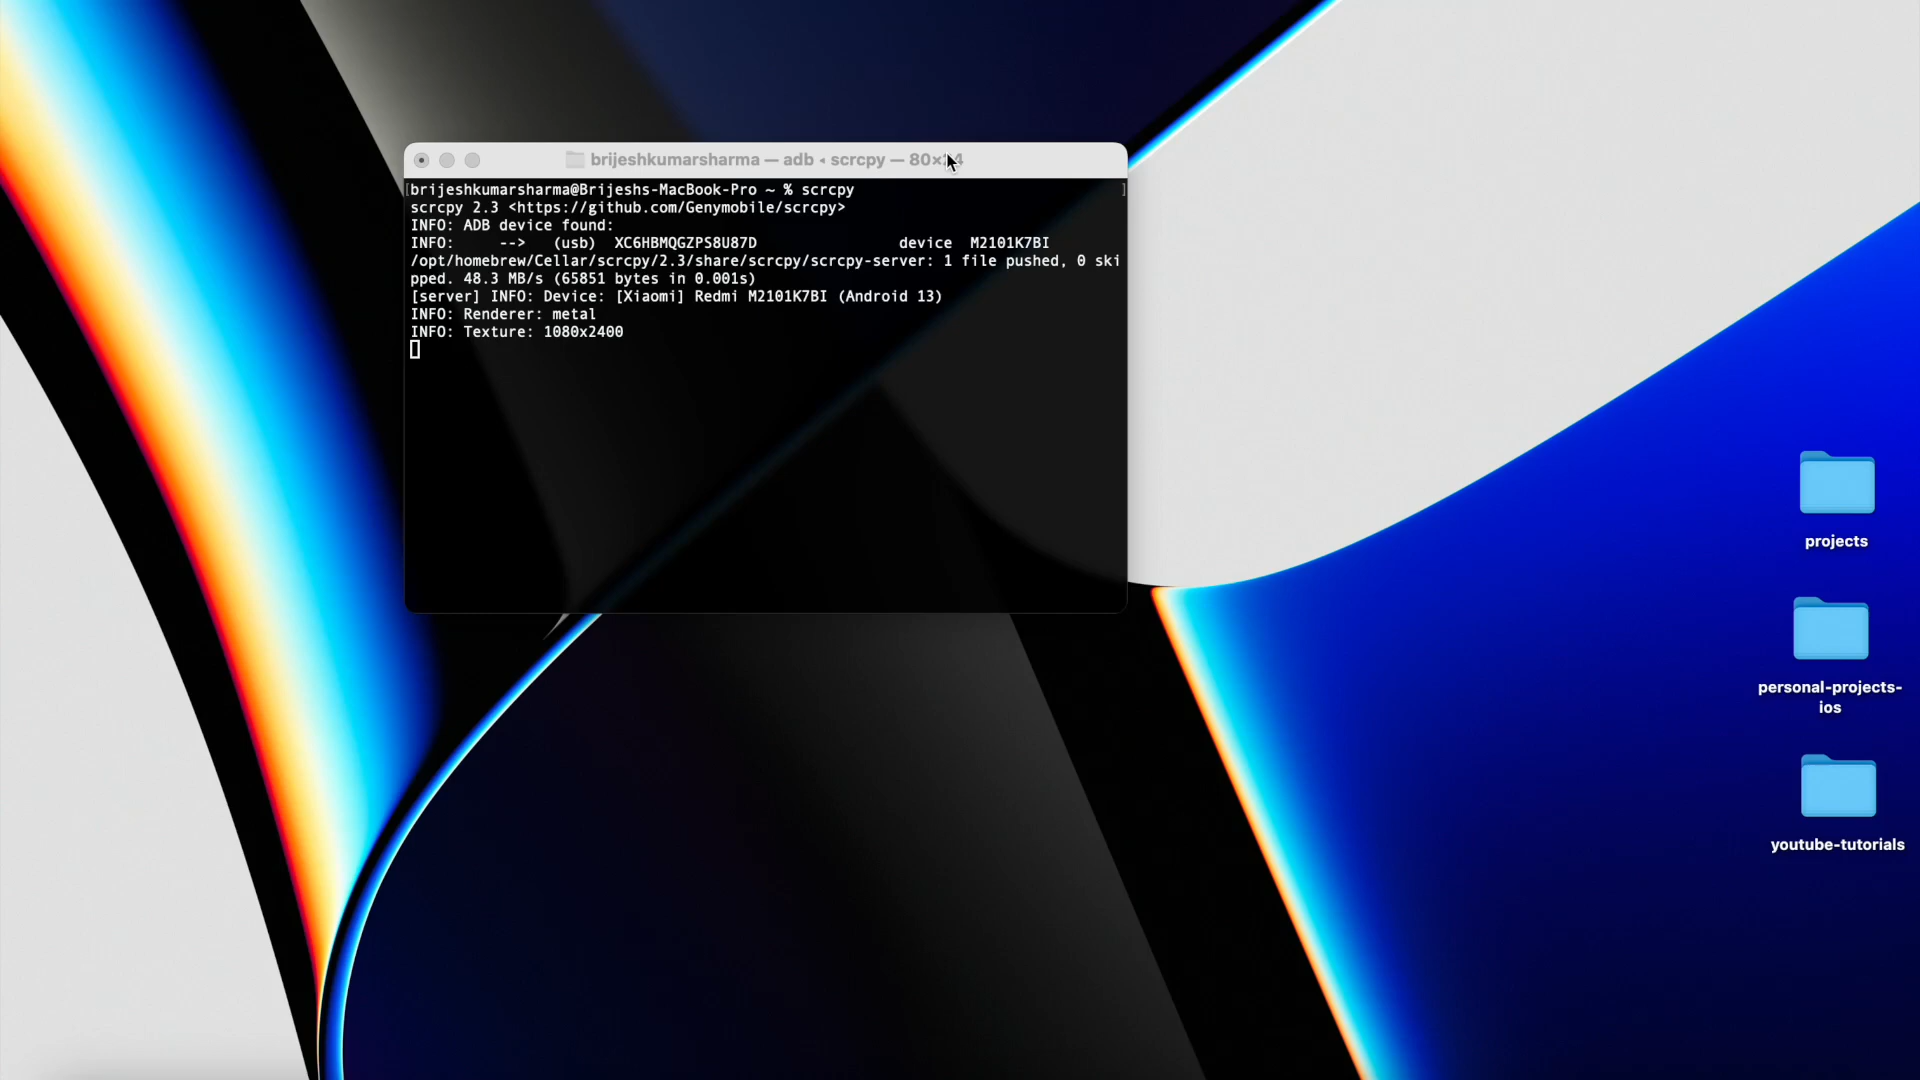 brijeshkumarsharma — adb ◂ scrcpy — 80×24
brijeshkumarsharma@Brijeshs-MacBook-Pro ~ % scrcpy
scrcpy 2.3 <https://github.com/Genymobile/scrcpy>
INFO: ADB device found:
INFO:     -->   (usb)  XC6HBMQGZPS8U87D                device  M2101K7BI
/opt/homebrew/Cellar/scrcpy/2.3/share/scrcpy/scrcpy-server: 1 file pushed, 0 ski
pped. 48.3 MB/s (65851 bytes in 0.001s)
[server] INFO: Device: [Xiaomi] Redmi M2101K7BI (Android 13)
INFO: Renderer: metal
INFO: Texture: 1080x2400
projects
personal-projects-
ios
youtube-tutorials